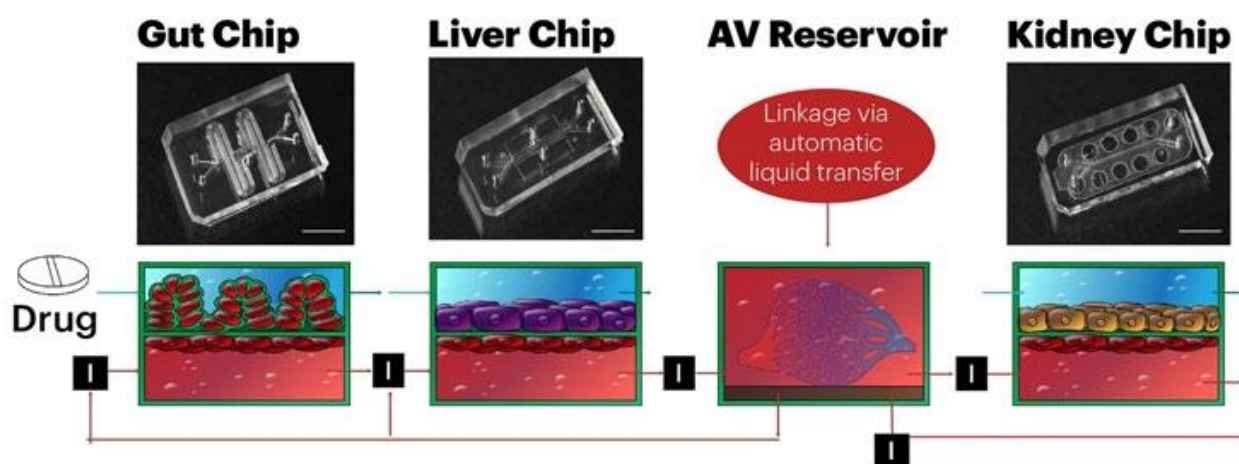 Gut Chip
Liver Chip
AV Reservoir
Kidney Chip
Linkage via
automatic
liquid transfer
Drug
I
I
I
I
I